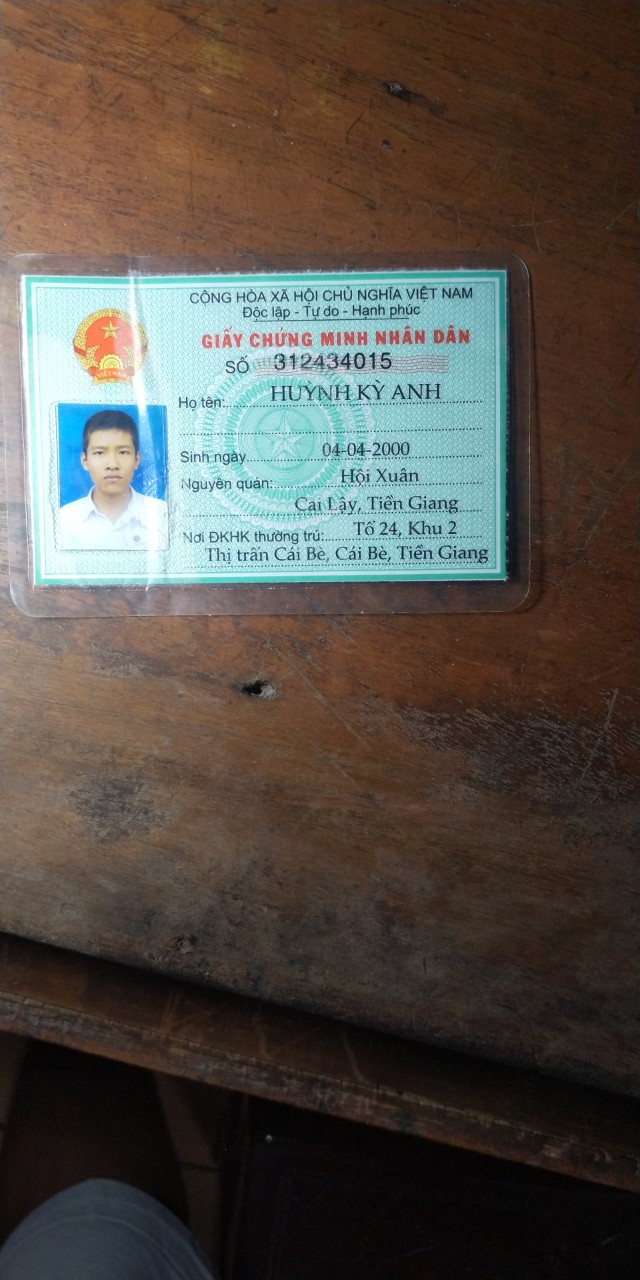 CỘNG HÒA XÃ HỘI CHỦ NGHĨA VIỆT NAM
Độc lập - Tự do - Hạnh phúc
GIẤY CHỨNG MINH NHÂN DÂN
SỐ 312434015
Họ tên: HUỲNH KỲ ANH
Sinh ngày 04-04-2000
Nguyên quán: Hội Xuân
Cai Lậy, Tiền Giang
Nơi ĐKHK thường trú: Tổ 24, Khu 2
Thị trấn Cái Bè, Cái Bè, Tiền Giang
VIỆT NAM